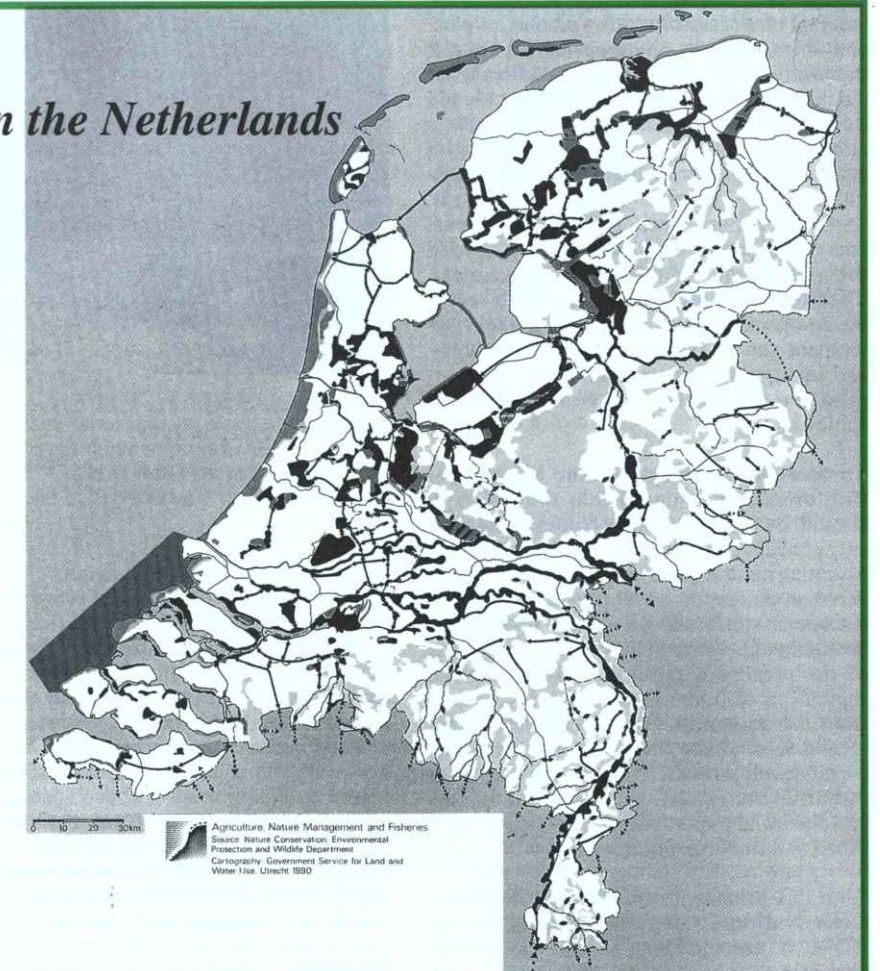 n the Netherlands
0 10 20 30km
Agriculture, Nature Management and Fisheries
Source: Nature Conservation, Environmental
Protection and Wildlife Department
Cartography: Government Service for Land and
Water Use, Utrecht 1990